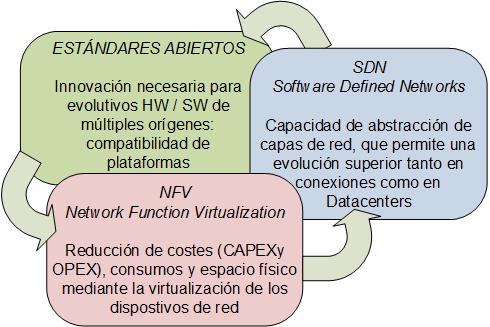 ESTÁNDARES ABIERTOS
Innovación necesaria para
evolutivos HW / SW de
múltiples orígenes:
compatibilidad de
plataformas
SDN
Software Defined Networks
Capacidad de abstracción de
capas de red, que permite una
evolución superior tanto en
conexiones como en
Datacenters
NFV
Network Function Virtualization
Reducción de costes (CAPEXy
OPEX), consumos y espacio físico
mediante la virtualización de los
dispostivos de red